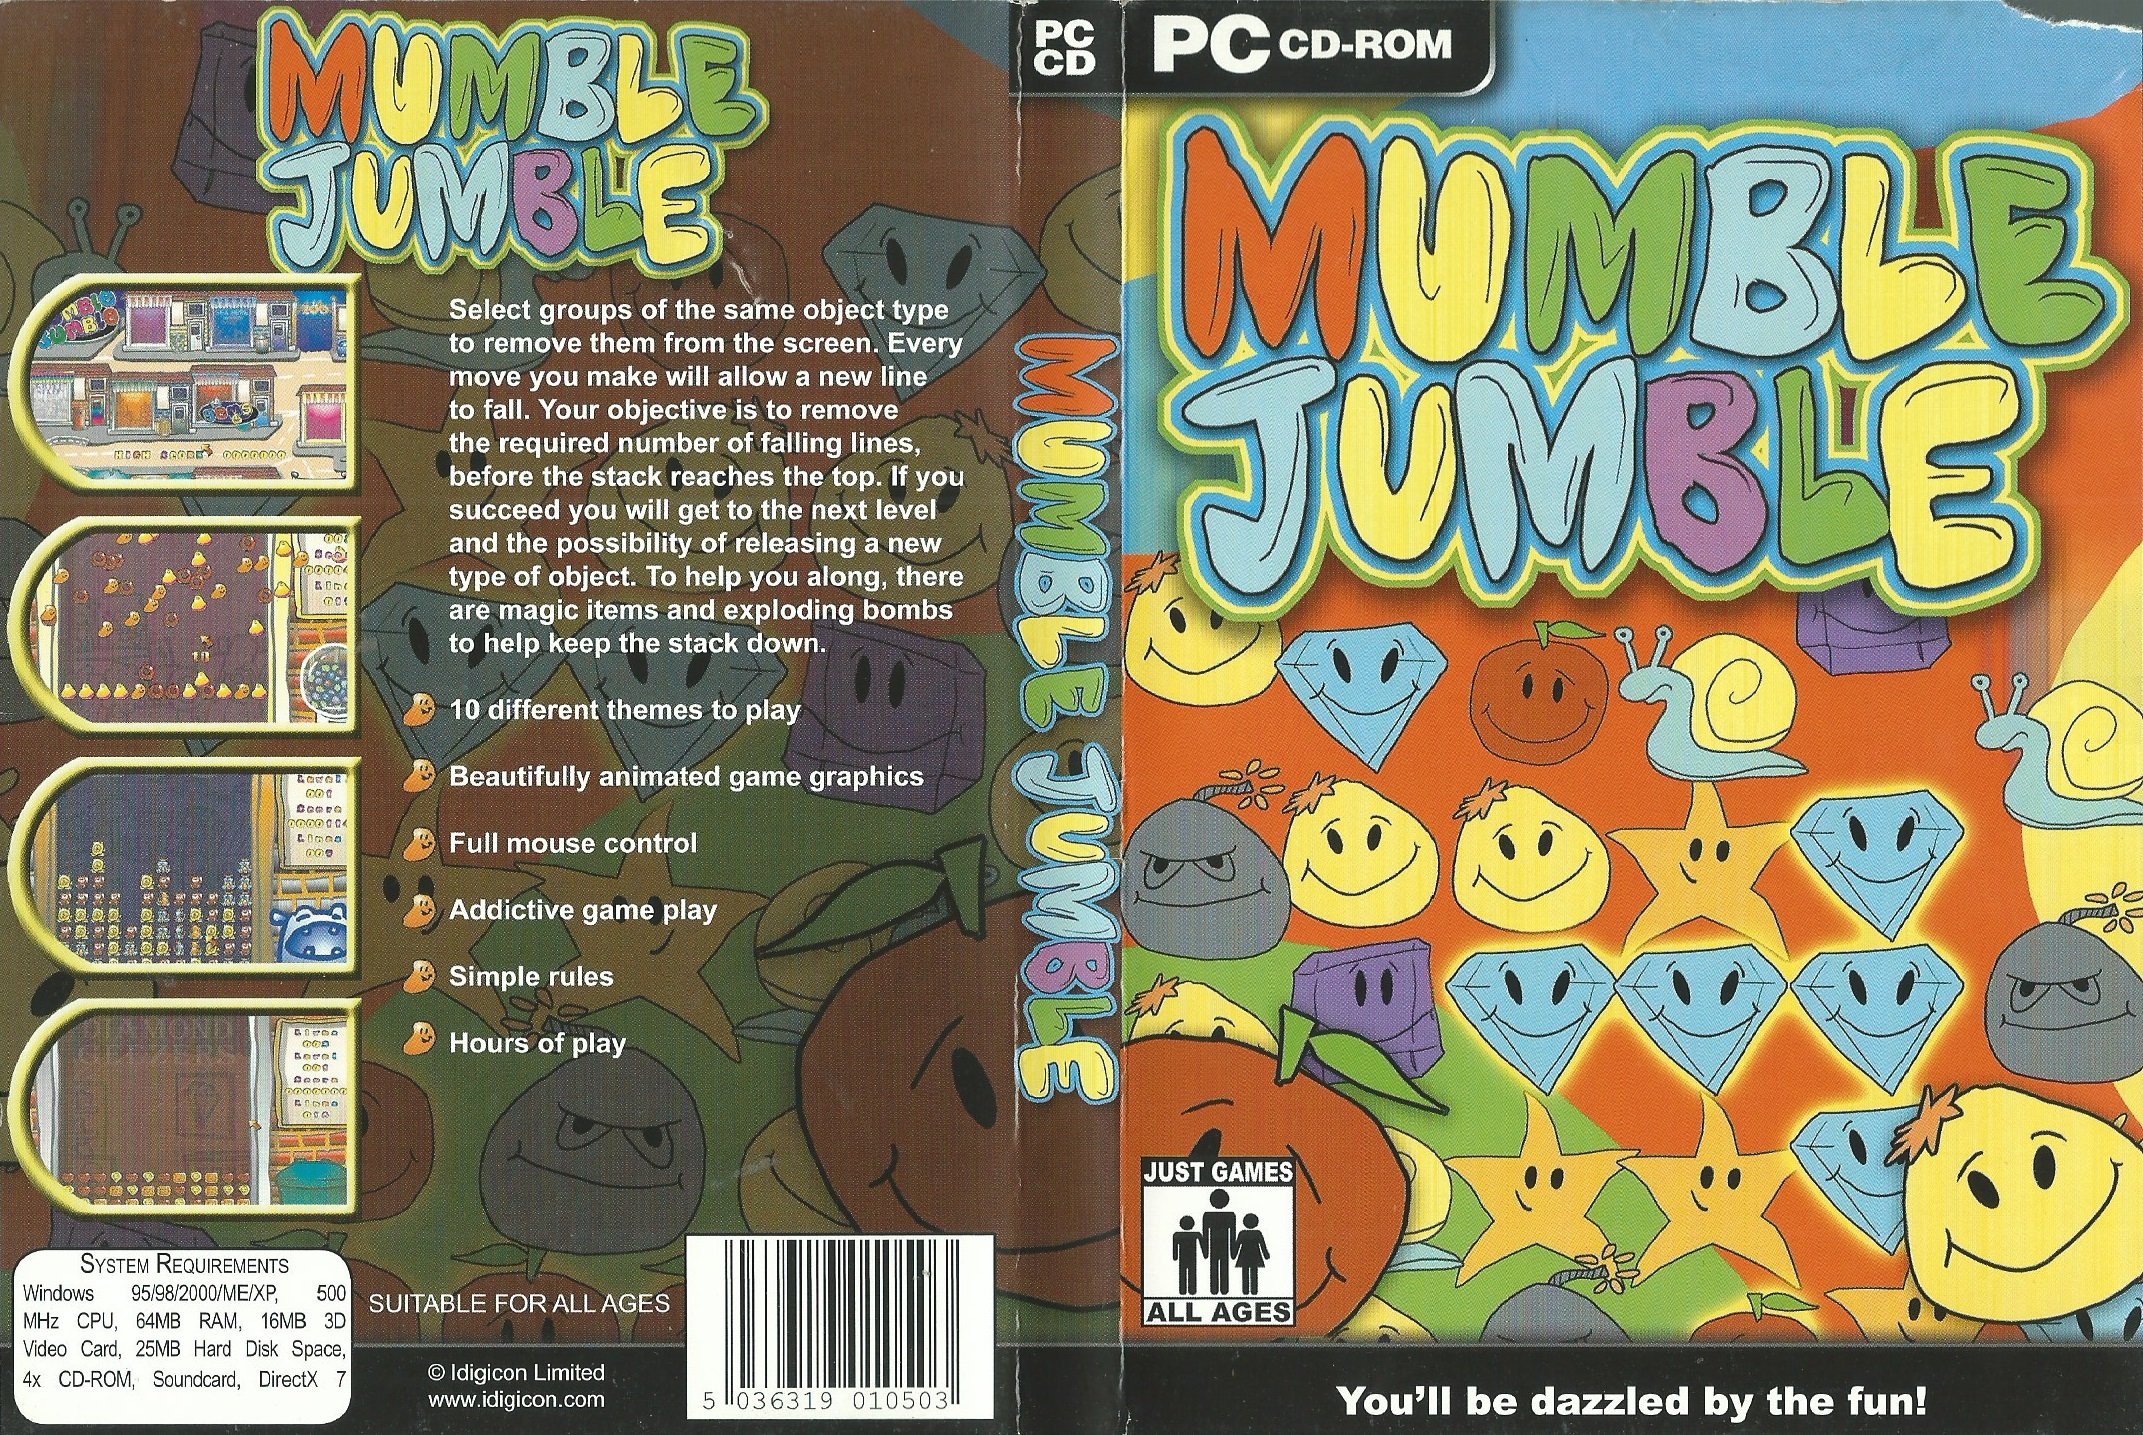 MUMBLE
JUMBLE
Select groups of the same object type
to remove them from the screen. Every
move you make will allow a new line
to fall. Your objective is to remove
the required number of falling lines,
before the stack reaches the top. If you
succeed you will get to the next level
and the possibility of releasing a new
type of object. To help you along, there
are magic items and exploding bombs
to help keep the stack down.
10 different themes to play
Beautifully animated game graphics
Full mouse control
Addictive game play
Simple rules
Hours of play
MUMBLE
JUMBLE
HIGH SCORE 0000000
SYSTEM REQUIREMENTS
Windows 95/98/2000/ME/XP, 500
MHz CPU, 64MB RAM, 16MB 3D
Video Card, 25MB Hard Disk Space,
4x CD-ROM, Soundcard, DirectX 7
SUITABLE FOR ALL AGES
© Idigicon Limited
www.idigicon.com
5 036319 010503
PC
CD
MUMBLE JUMBLE
PC CD-ROM
MUMBLE
JUMBLE
JUST GAMES
ALL AGES
You'll be dazzled by the fun!